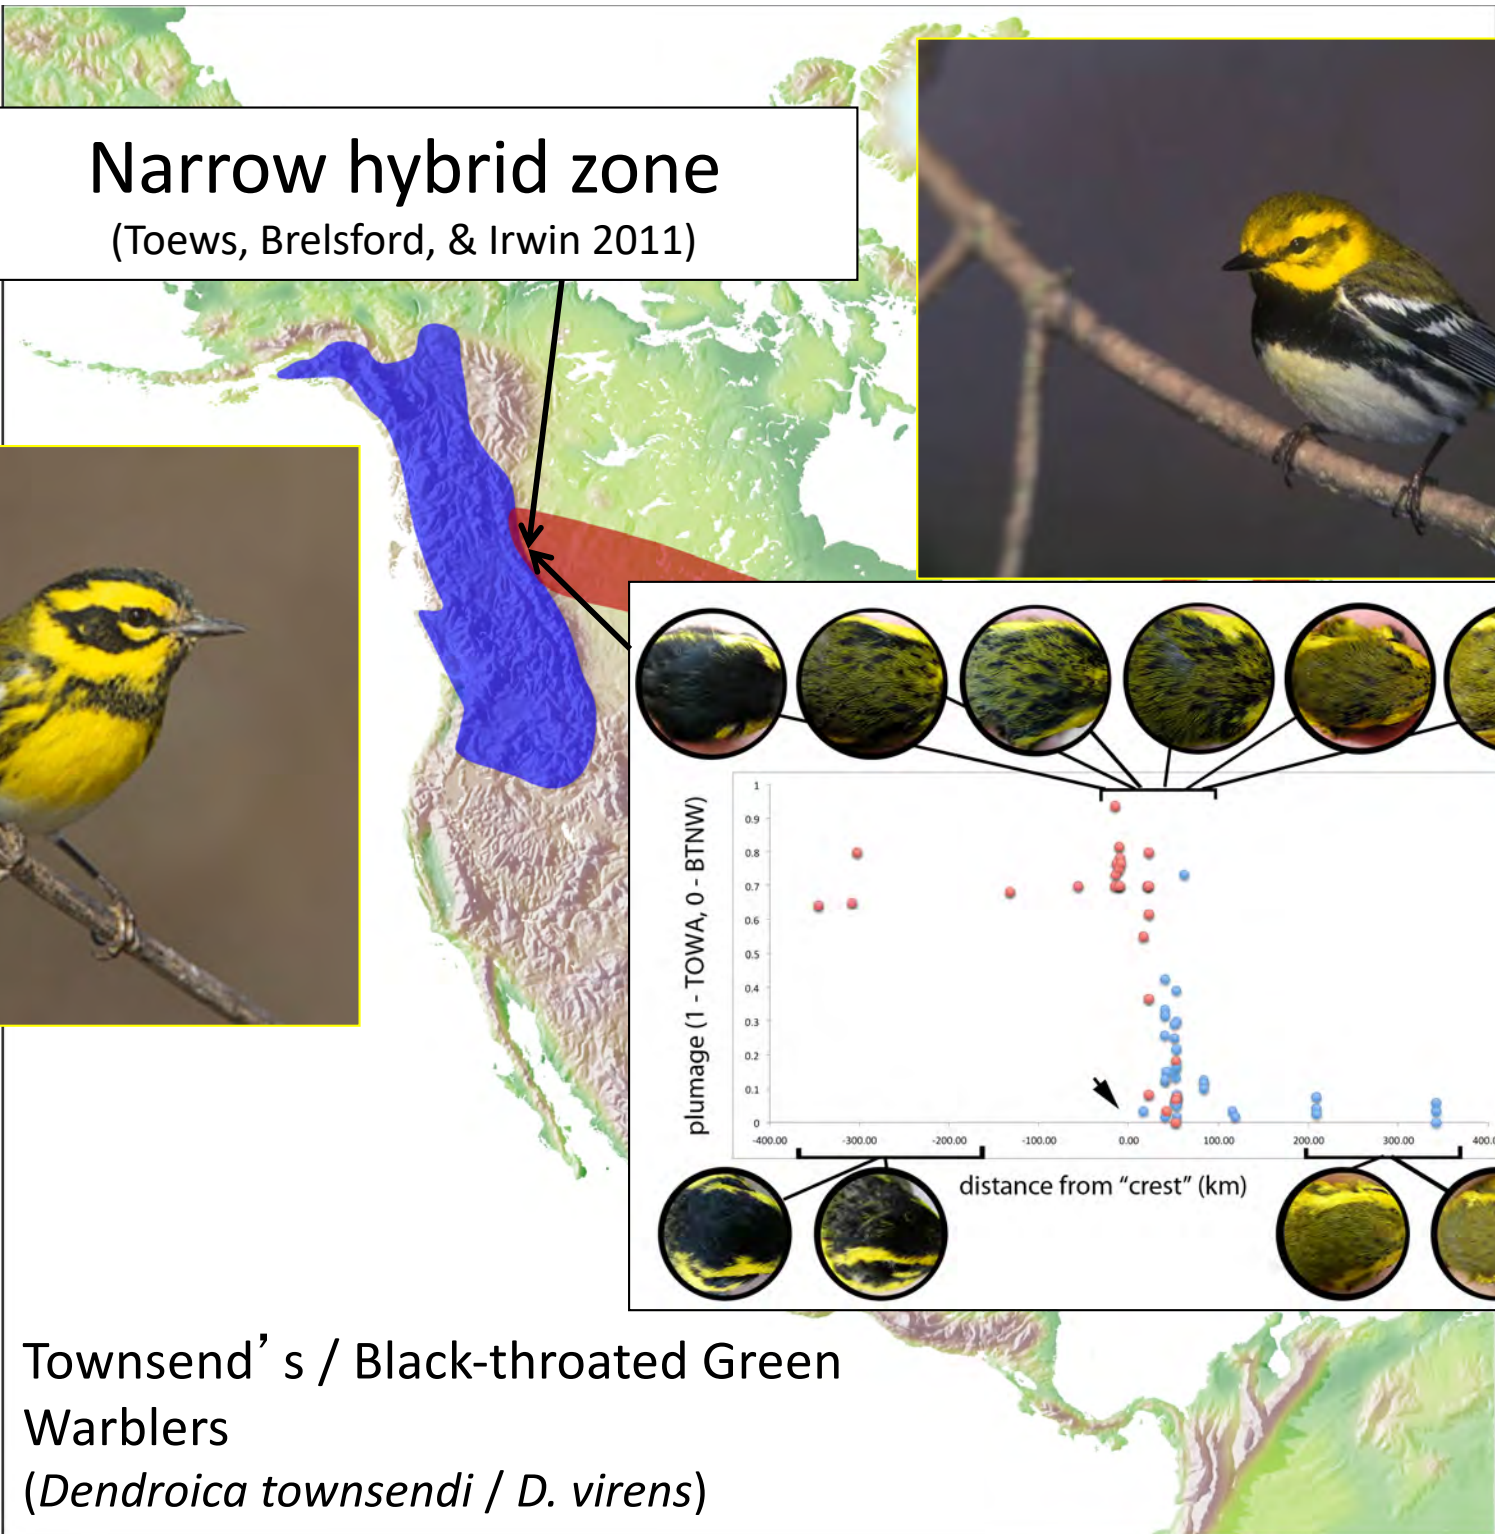 Narrow hybrid zone
(Toews, Brelsford, & Irwin 2011)
plumage (1 - TOWA, 0 - BTNW)
1
0.9
0.8
0.7
0.6
0.5
0.4
0.3
0.2
0.1
0
-400.00 -300.00 -200.00 -100.00 0.00 100.00 200.00 300.00 400.
distance from “crest” (km)
Townsend’s / Black-throated Green
Warblers
(Dendroica townsendi / D. virens)